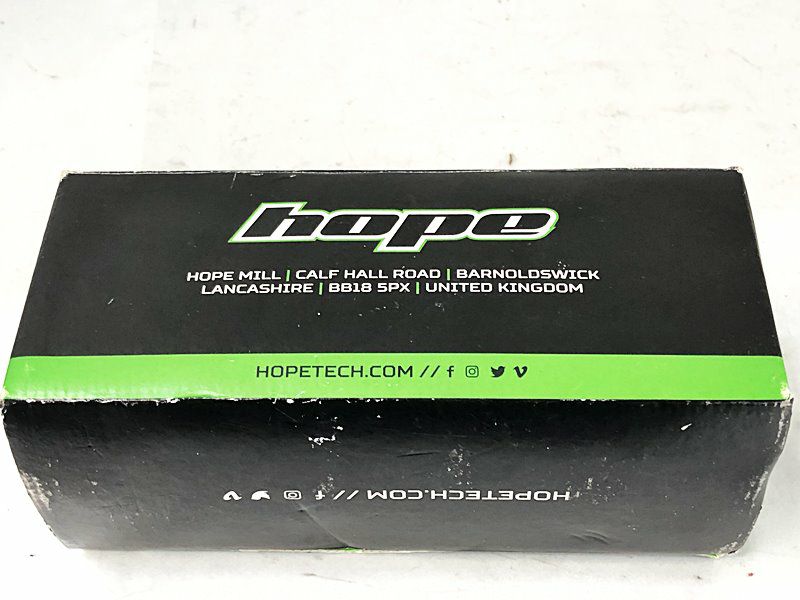 hope
HOPE MILL | CALF HALL ROAD | BARNOLDSWICK
LANCASHIRE | BB18 5PX | UNITED KINGDOM
HOPETECH.COM //
HOPETECH.COM //